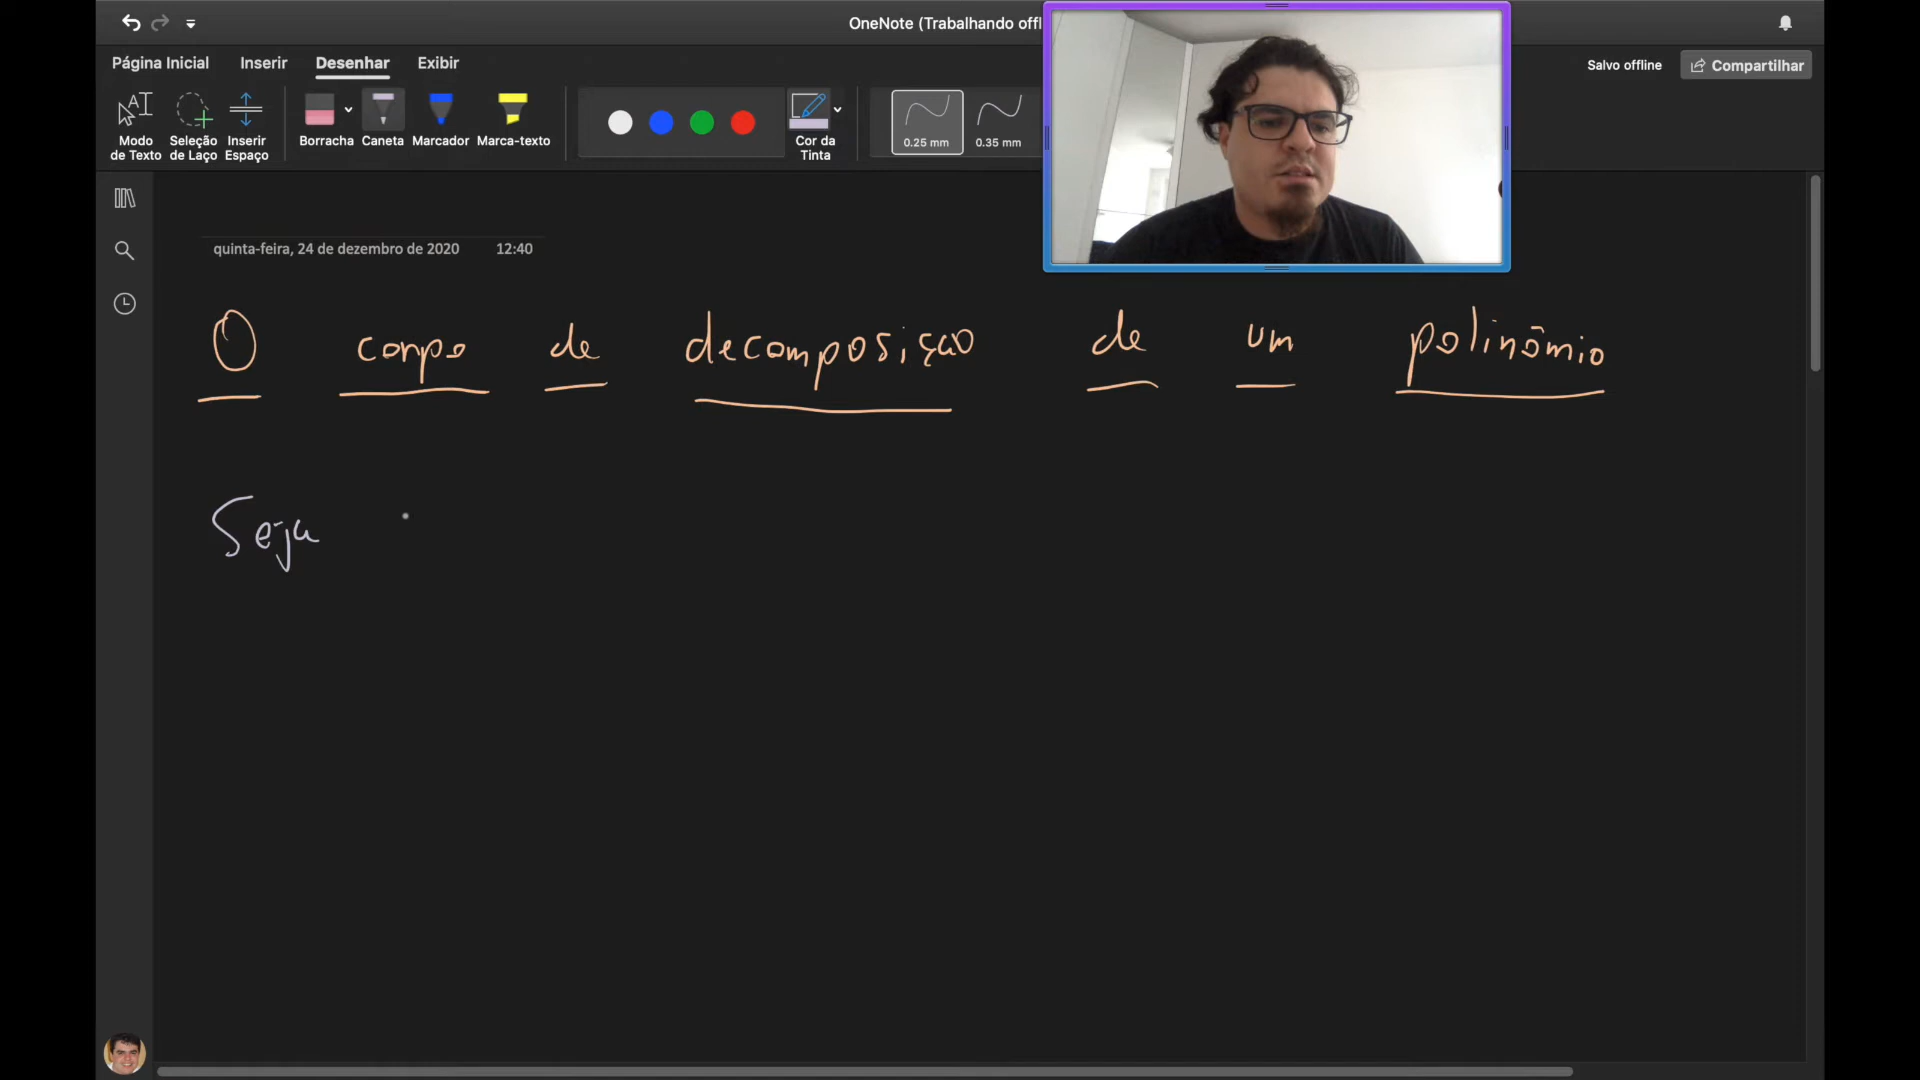 OneNote (Trabalhando offl
Página Inicial Inserir Desenhar Exibir
Salvo offline Compartilhar
Modo de Texto Seleção de Laço Inserir Espaço Borracha Caneta Marcador Marca-texto Cor da Tinta 0.25 mm 0.35 mm
quinta-feira, 24 de dezembro de 2020 12:40
O corpo de decomposição de um polinômio
Seja